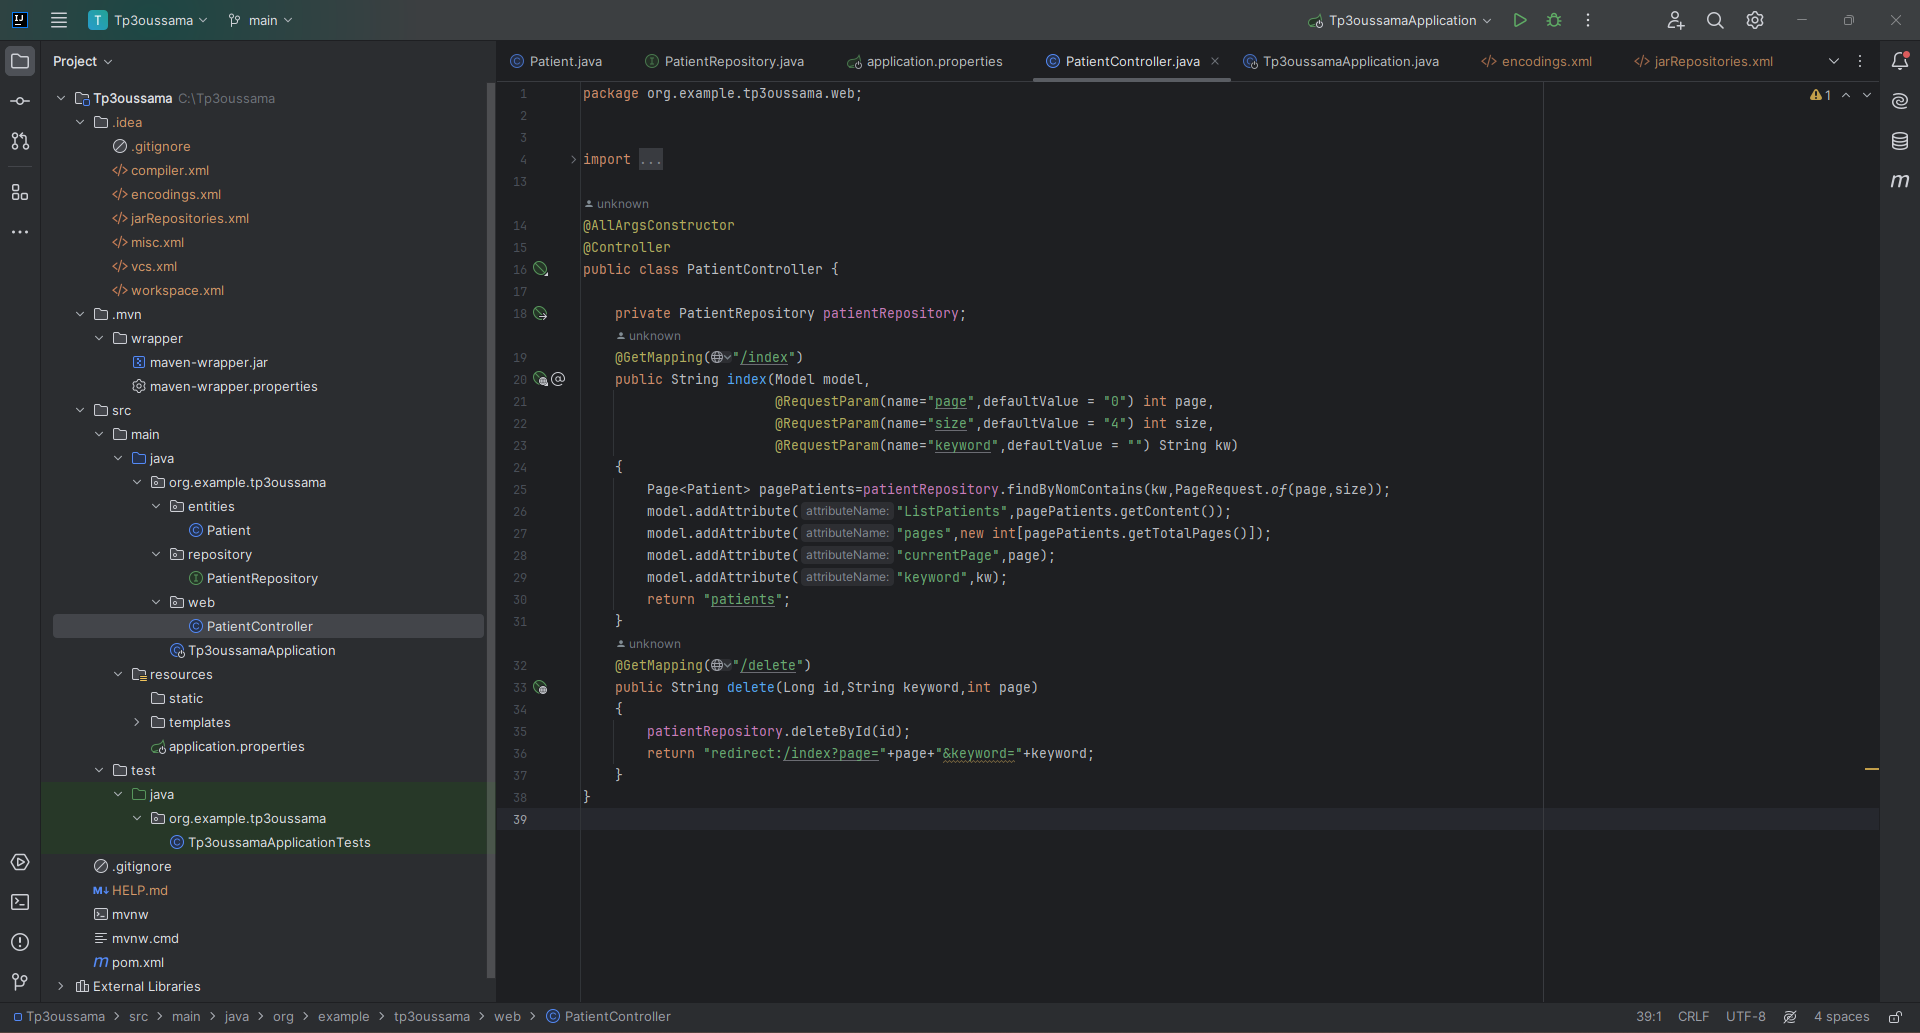 Tp3oussama
main
Tp3oussamaApplication
Project
Tp3oussama C:\Tp3oussama
.idea
.gitignore
compiler.xml
encodings.xml
jarRepositories.xml
misc.xml
vcs.xml
workspace.xml
.mvn
wrapper
maven-wrapper.jar
maven-wrapper.properties
src
main
java
org.example.tp3oussama
entities
Patient
repository
PatientRepository
web
PatientController
Tp3oussamaApplication
resources
static
templates
application.properties
test
java
org.example.tp3oussama
Tp3oussamaApplicationTests
.gitignore
HELP.md
mvnw
mvnw.cmd
pom.xml
External Libraries
Patient.java PatientRepository.java application.properties PatientController.java Tp3oussamaApplication.java encodings.xml jarRepositories.xml
1
1 package org.example.tp3oussama.web;
2
3
4 import ...
13
unknown
14 @AllArgsConstructor
15 @Controller
16 public class PatientController {
17
18 private PatientRepository patientRepository;
unknown
19 @GetMapping("/index")
20 public String index(Model model,
21 @RequestParam(name="page",defaultValue = "0") int page,
22 @RequestParam(name="size",defaultValue = "4") int size,
23 @RequestParam(name="keyword",defaultValue = "") String kw)
24 {
25 Page<Patient> pagePatients=patientRepository.findByNomContains(kw,PageRequest.of(page,size));
26 model.addAttribute( attributeName: "ListPatients",pagePatients.getContent());
27 model.addAttribute( attributeName: "pages",new int[pagePatients.getTotalPages()]);
28 model.addAttribute( attributeName: "currentPage",page);
29 model.addAttribute( attributeName: "keyword",kw);
30 return "patients";
31 }
unknown
32 @GetMapping("/delete")
33 public String delete(Long id,String keyword,int page)
34 {
35 patientRepository.deleteById(id);
36 return "redirect:/index?page="+page+"&keyword="+keyword;
37 }
38 }
39
Tp3oussama > src > main > java > org > example > tp3oussama > web > PatientController
39:1 CRLF UTF-8 4 spaces